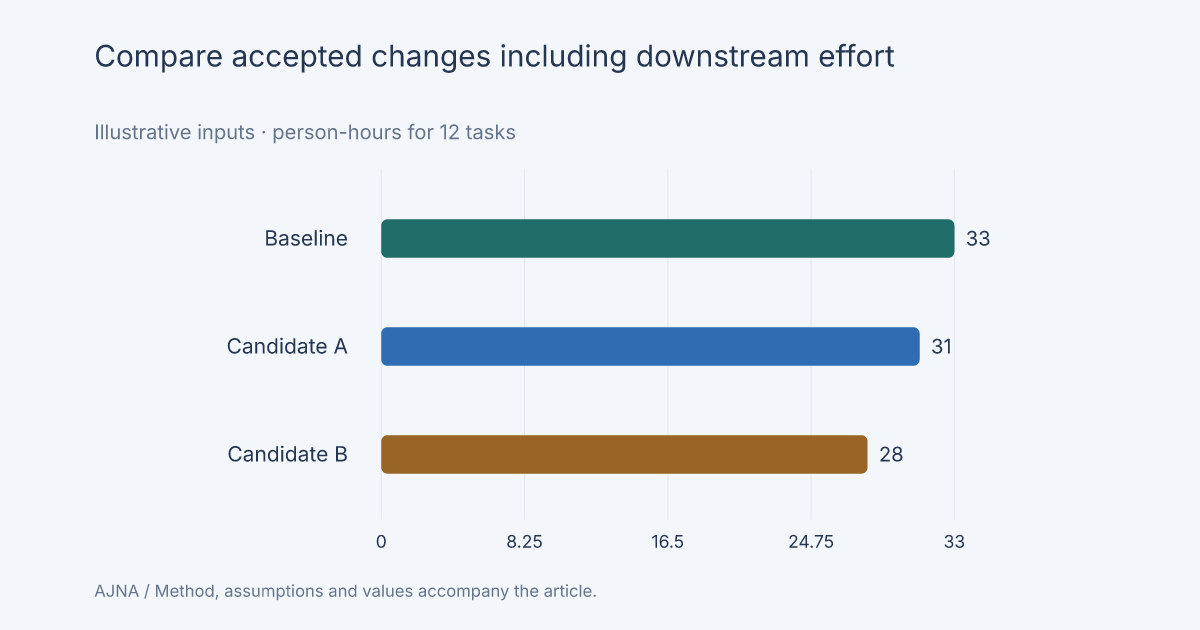 Compare accepted changes including downstream effort
Illustrative inputs · person-hours for 12 tasks
Baseline
33
Candidate A
31
Candidate B
28
0 8.25 16.5 24.75 33
AJNA / Method, assumptions and values accompany the article.